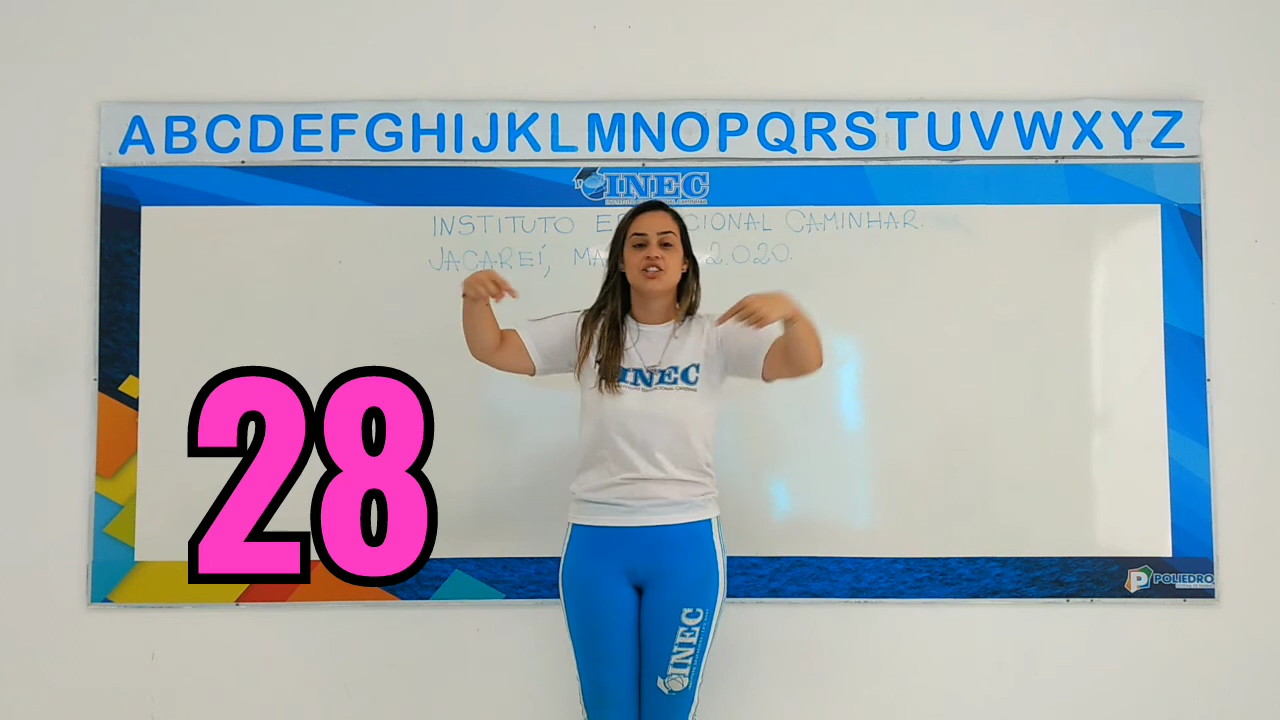 ABCDEFGHIJKLMNOPQRSTUVWXYZ
INEC
INSTITUTO E CIONAL CAMINHAR.
JACAREÍ, MA 2.020.
INEC
28
POLIEDRO
INEC